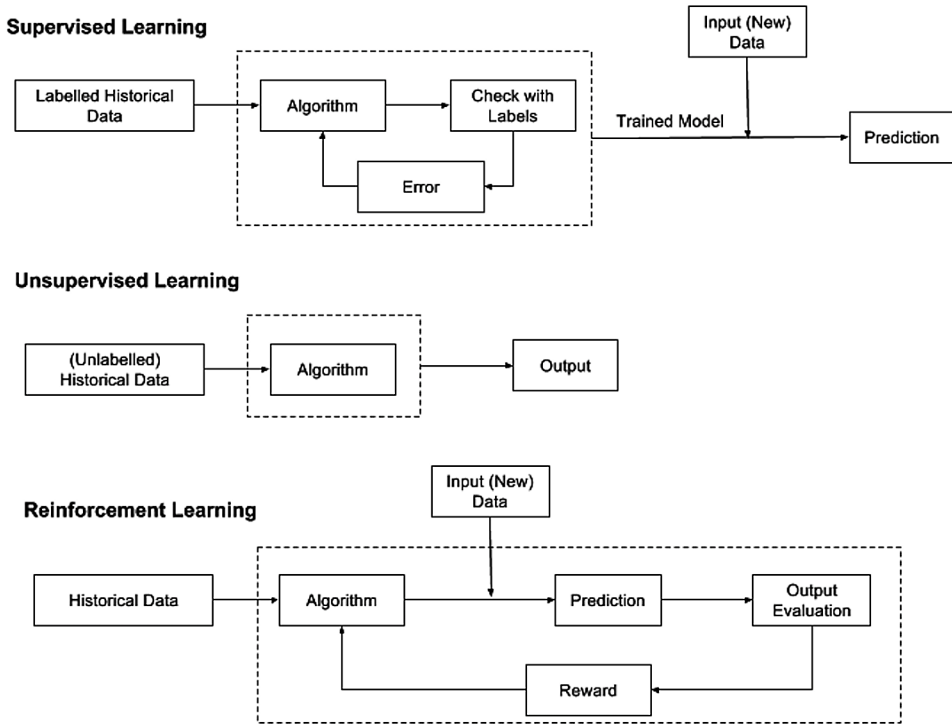 Supervised Learning
Input (New)
Data
Labelled Historical
Data
Algorithm
Check with
Labels
Error
Trained Model
Prediction
Unsupervised Learning
(Unlabelled)
Historical Data
Algorithm
Output
Reinforcement Learning
Input (New)
Data
Historical Data
Algorithm
Prediction
Output
Evaluation
Reward